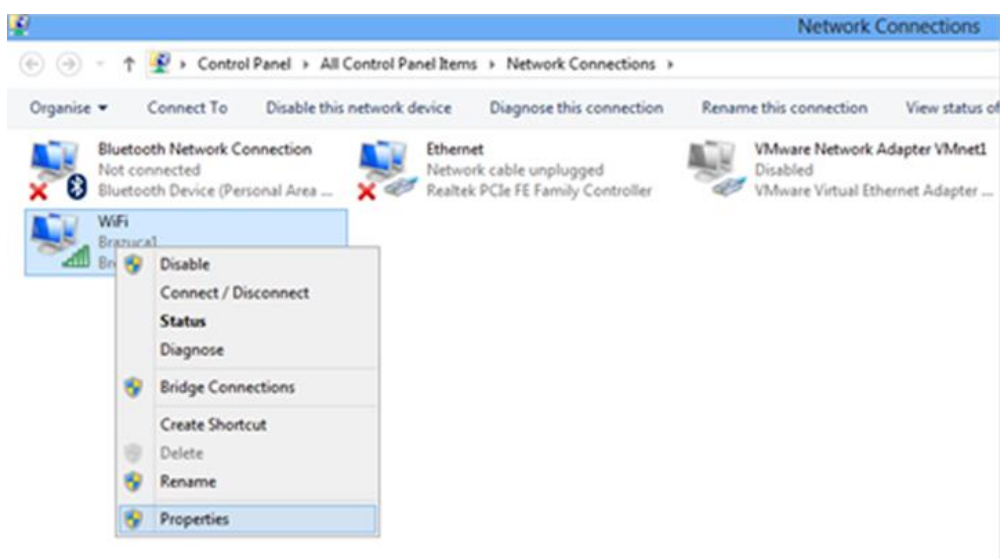 Network Connections
Control Panel All Control Panel Items Network Connections
Organise Connect To Disable this network device Diagnose this connection Rename this connection View status of
Bluetooth Network Connection
Not connected
Bluetooth Device (Personal Area ...
Ethernet
Network cable unplugged
Realtek PCIe FE Family Controller
VMware Network Adapter VMnet1
Disabled
VMware Virtual Ethernet Adapter ...
WiFi
Brazuca1
Disable
Connect / Disconnect
Status
Diagnose
Bridge Connections
Create Shortcut
Delete
Rename
Properties